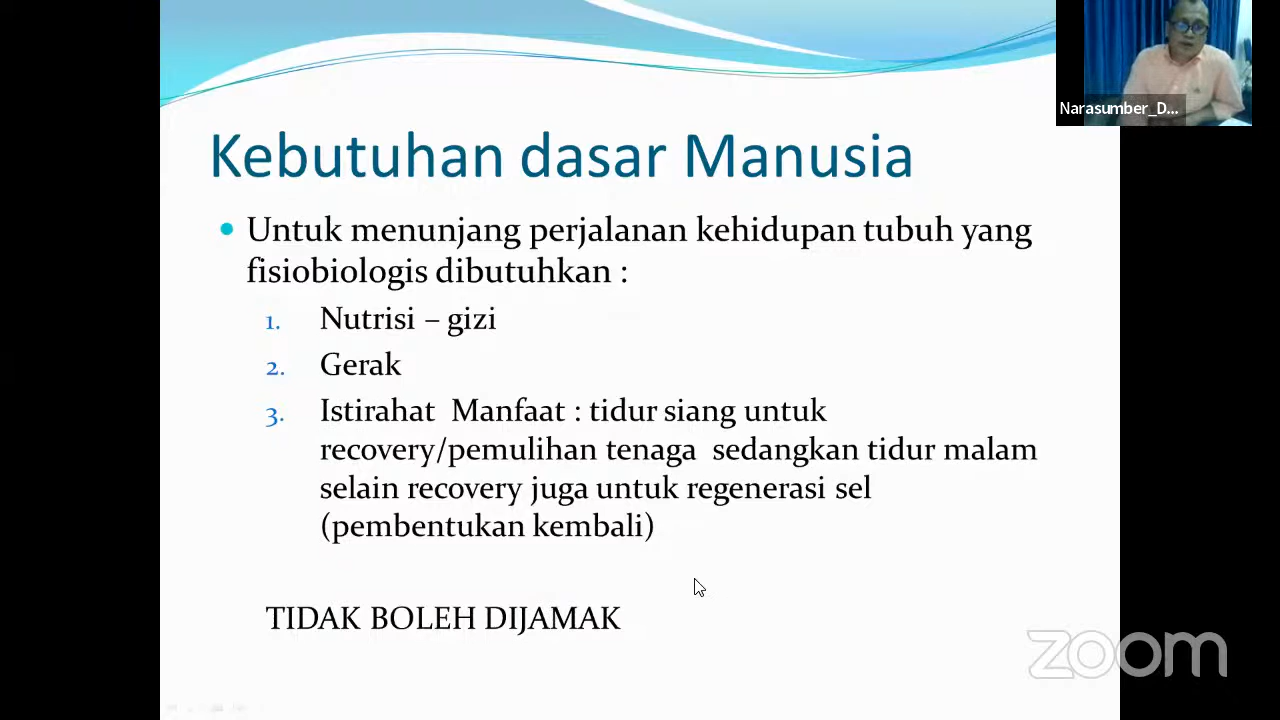 Kebutuhan dasar Manusia
Untuk menunjang perjalanan kehidupan tubuh yang
fisiobiologis dibutuhkan :
1. Nutrisi – gizi
2. Gerak
3. Istirahat  Manfaat : tidur siang untuk
recovery/pemulihan tenaga  sedangkan tidur malam
selain recovery juga untuk regenerasi sel
(pembentukan kembali)
TIDAK BOLEH DIJAMAK
Narasumber_D...
zoom